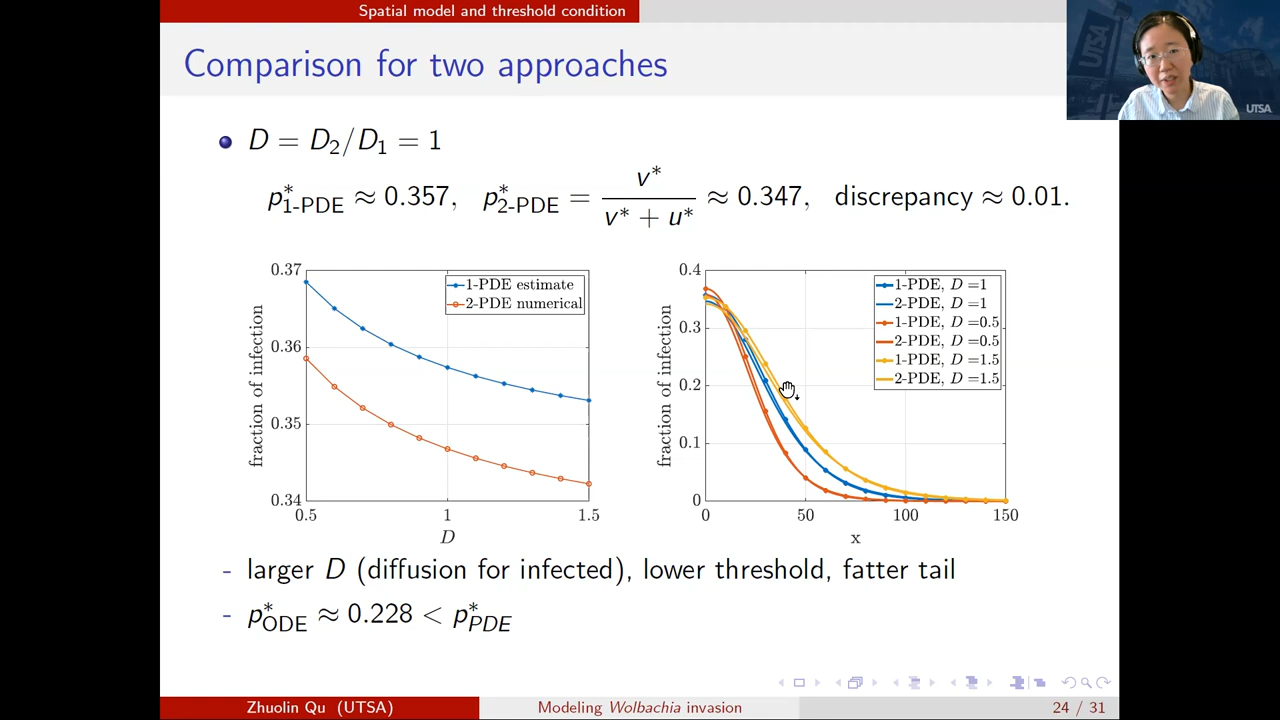 Spatial model and threshold condition
Comparison for two approaches
UTSA
UTSA
D = D₂/D₁ = 1
p*₁₋PDE ≈ 0.357, p*₂₋PDE = v* / (v* + u*) ≈ 0.347, discrepancy ≈ 0.01.
0.37
0.36
0.35
0.34
fraction of infection
0.5 1 1.5
D
1-PDE estimate
2-PDE numerical
0.4
0.3
0.2
0.1
0
fraction of infection
0 50 100 150
x
1-PDE, D =1
2-PDE, D =1
1-PDE, D =0.5
2-PDE, D =0.5
1-PDE, D =1.5
2-PDE, D =1.5
- larger D (diffusion for infected), lower threshold, fatter tail
- p*ODE ≈ 0.228 < p*PDE
Zhuolin Qu (UTSA) Modeling Wolbachia invasion 24 / 31